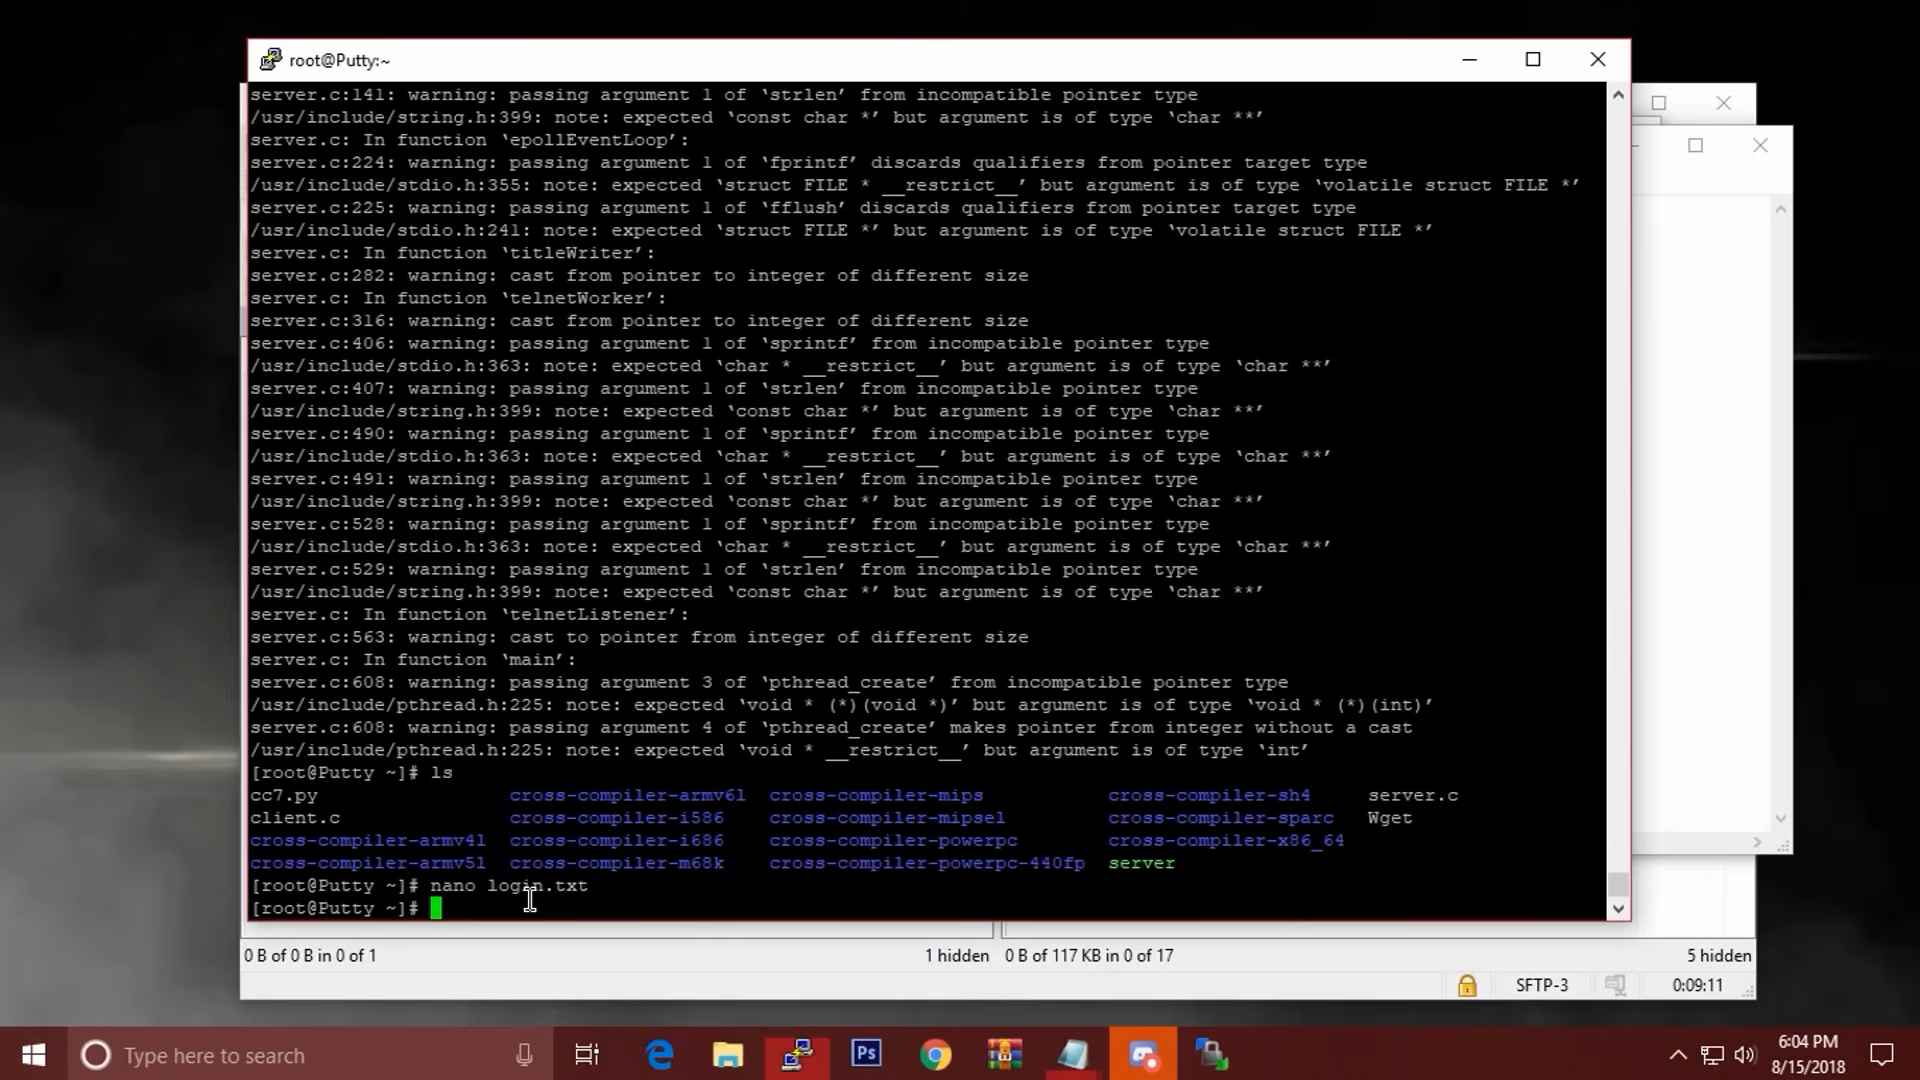 root@Putty:~
server.c:141: warning: passing argument 1 of ‘strlen’ from incompatible pointer type
/usr/include/string.h:399: note: expected ‘const char *’ but argument is of type ‘char **’
server.c: In function ‘epollEventLoop’:
server.c:224: warning: passing argument 1 of ‘fprintf’ discards qualifiers from pointer target type
/usr/include/stdio.h:355: note: expected ‘struct FILE * __restrict__’ but argument is of type ‘volatile struct FILE *’
server.c:225: warning: passing argument 1 of ‘fflush’ discards qualifiers from pointer target type
/usr/include/stdio.h:241: note: expected ‘struct FILE *’ but argument is of type ‘volatile struct FILE *’
server.c: In function ‘titleWriter’:
server.c:282: warning: cast from pointer to integer of different size
server.c: In function ‘telnetWorker’:
server.c:316: warning: cast from pointer to integer of different size
server.c:406: warning: passing argument 1 of ‘sprintf’ from incompatible pointer type
/usr/include/stdio.h:363: note: expected ‘char * __restrict__’ but argument is of type ‘char **’
server.c:407: warning: passing argument 1 of ‘strlen’ from incompatible pointer type
/usr/include/string.h:399: note: expected ‘const char *’ but argument is of type ‘char **’
server.c:490: warning: passing argument 1 of ‘sprintf’ from incompatible pointer type
/usr/include/stdio.h:363: note: expected ‘char * __restrict__’ but argument is of type ‘char **’
server.c:491: warning: passing argument 1 of ‘strlen’ from incompatible pointer type
/usr/include/string.h:399: note: expected ‘const char *’ but argument is of type ‘char **’
server.c:528: warning: passing argument 1 of ‘sprintf’ from incompatible pointer type
/usr/include/stdio.h:363: note: expected ‘char * __restrict__’ but argument is of type ‘char **’
server.c:529: warning: passing argument 1 of ‘strlen’ from incompatible pointer type
/usr/include/string.h:399: note: expected ‘const char *’ but argument is of type ‘char **’
server.c: In function ‘telnetListener’:
server.c:563: warning: cast to pointer from integer of different size
server.c: In function ‘main’:
server.c:608: warning: passing argument 3 of ‘pthread_create’ from incompatible pointer type
/usr/include/pthread.h:225: note: expected ‘void * (*)(void *)’ but argument is of type ‘void * (*)(int)’
server.c:608: warning: passing argument 4 of ‘pthread_create’ makes pointer from integer without a cast
/usr/include/pthread.h:225: note: expected ‘void * __restrict__’ but argument is of type ‘int’
[root@Putty ~]# ls
cc7.py cross-compiler-armv6l cross-compiler-mips cross-compiler-sh4 server.c
client.c cross-compiler-i586 cross-compiler-mipsel cross-compiler-sparc Wget
cross-compiler-armv4l cross-compiler-i686 cross-compiler-powerpc cross-compiler-x86_64
cross-compiler-armv5l cross-compiler-m68k cross-compiler-powerpc-440fp server
[root@Putty ~]# nano login.txt
[root@Putty ~]#
0 B of 0 B in 0 of 1 1 hidden 0 B of 117 KB in 0 of 17 5 hidden
SFTP-3 0:09:11
Type here to search
Ps
6:04 PM
8/15/2018